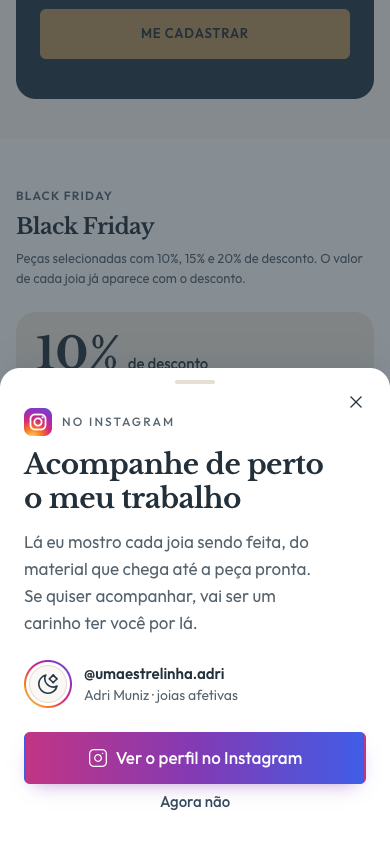 ME CADASTRAR
BLACK FRIDAY
Black Friday
Peças selecionadas com 10%, 15% e 20% de desconto. O valor
de cada joia já aparece com o desconto.
10% de desconto
NO INSTAGRAM
Acompanhe de perto
o meu trabalho
Lá eu mostro cada joia sendo feita, do
material que chega até a peça pronta.
Se quiser acompanhar, vai ser um
carinho ter você por lá.
@umaestrelinha.adri
Adri Muniz · joias afetivas
Ver o perfil no Instagram
Agora não